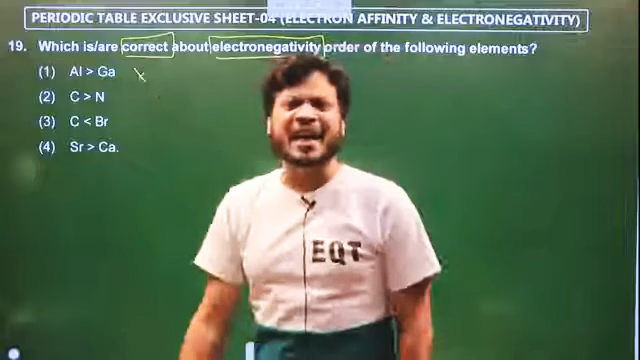 PERIODIC TABLE EXCLUSIVE SHEET-04 (ELECTRON AFFINITY & ELECTRONEGATIVITY)
19. Which is/are correct about electronegativity order of the following elements?
(1) Al > Ga
(2) C > N
(3) C < Br
(4) Sr > Ca.
EQT